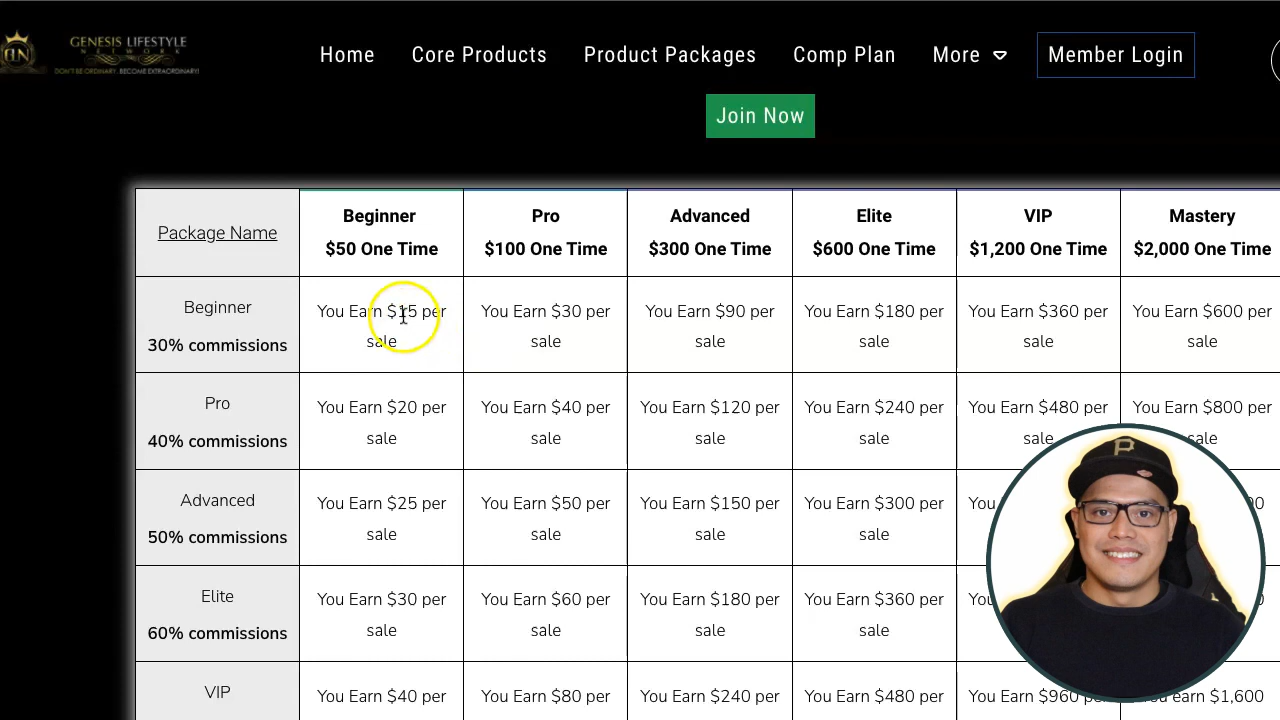 GENESIS LIFESTYLE
NETWORK
DON'T BE ORDINARY. BECOME EXTRAORDINARY!
Home Core Products Product Packages Comp Plan More Member Login
Join Now
Package Name
Beginner Pro Advanced Elite VIP Mastery
$50 One Time $100 One Time $300 One Time $600 One Time $1,200 One Time $2,000 One Time
Beginner
30% commissions
You Earn $15 per sale
You Earn $30 per sale
You Earn $90 per sale
You Earn $180 per sale
You Earn $360 per sale
You Earn $600 per sale
Pro
40% commissions
You Earn $20 per sale
You Earn $40 per sale
You Earn $120 per sale
You Earn $240 per sale
You Earn $480 per sale
You Earn $800 per sale
Advanced
50% commissions
You Earn $25 per sale
You Earn $50 per sale
You Earn $150 per sale
You Earn $300 per sale
You
Elite
60% commissions
You Earn $30 per sale
You Earn $60 per sale
You Earn $180 per sale
You Earn $360 per sale
VIP
You Earn $40 per
You Earn $80 per
You Earn $240 per
You Earn $480 per
You Earn $960
earn $1,600
P